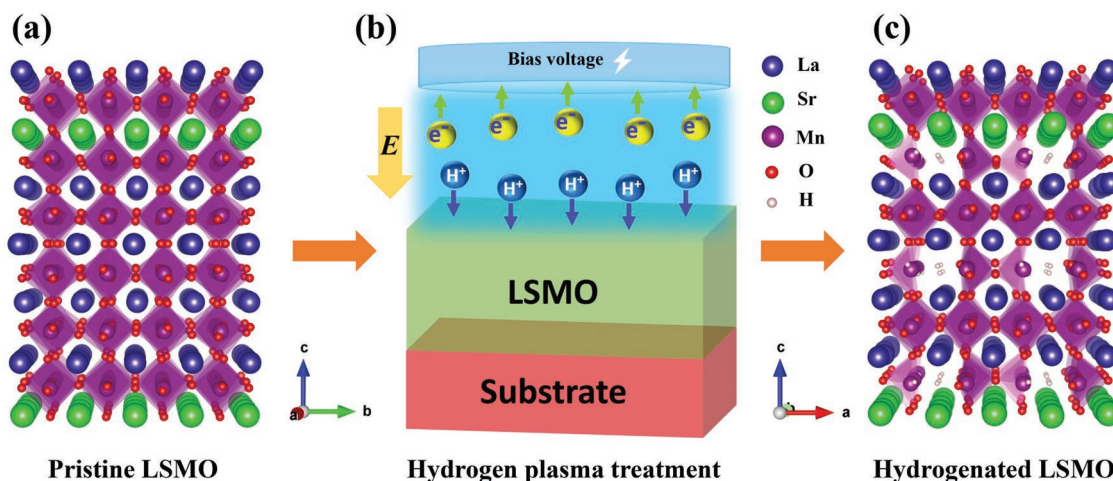 (a)
(b)
(c)
Bias voltage
La
Sr
Mn
O
H
E
e⁻ e⁻ e⁻ e⁻ e⁻
H⁺ H⁺ H⁺ H⁺ H⁺
LSMO
Substrate
c
a b
c
b a
Pristine LSMO
Hydrogen plasma treatment
Hydrogenated LSMO